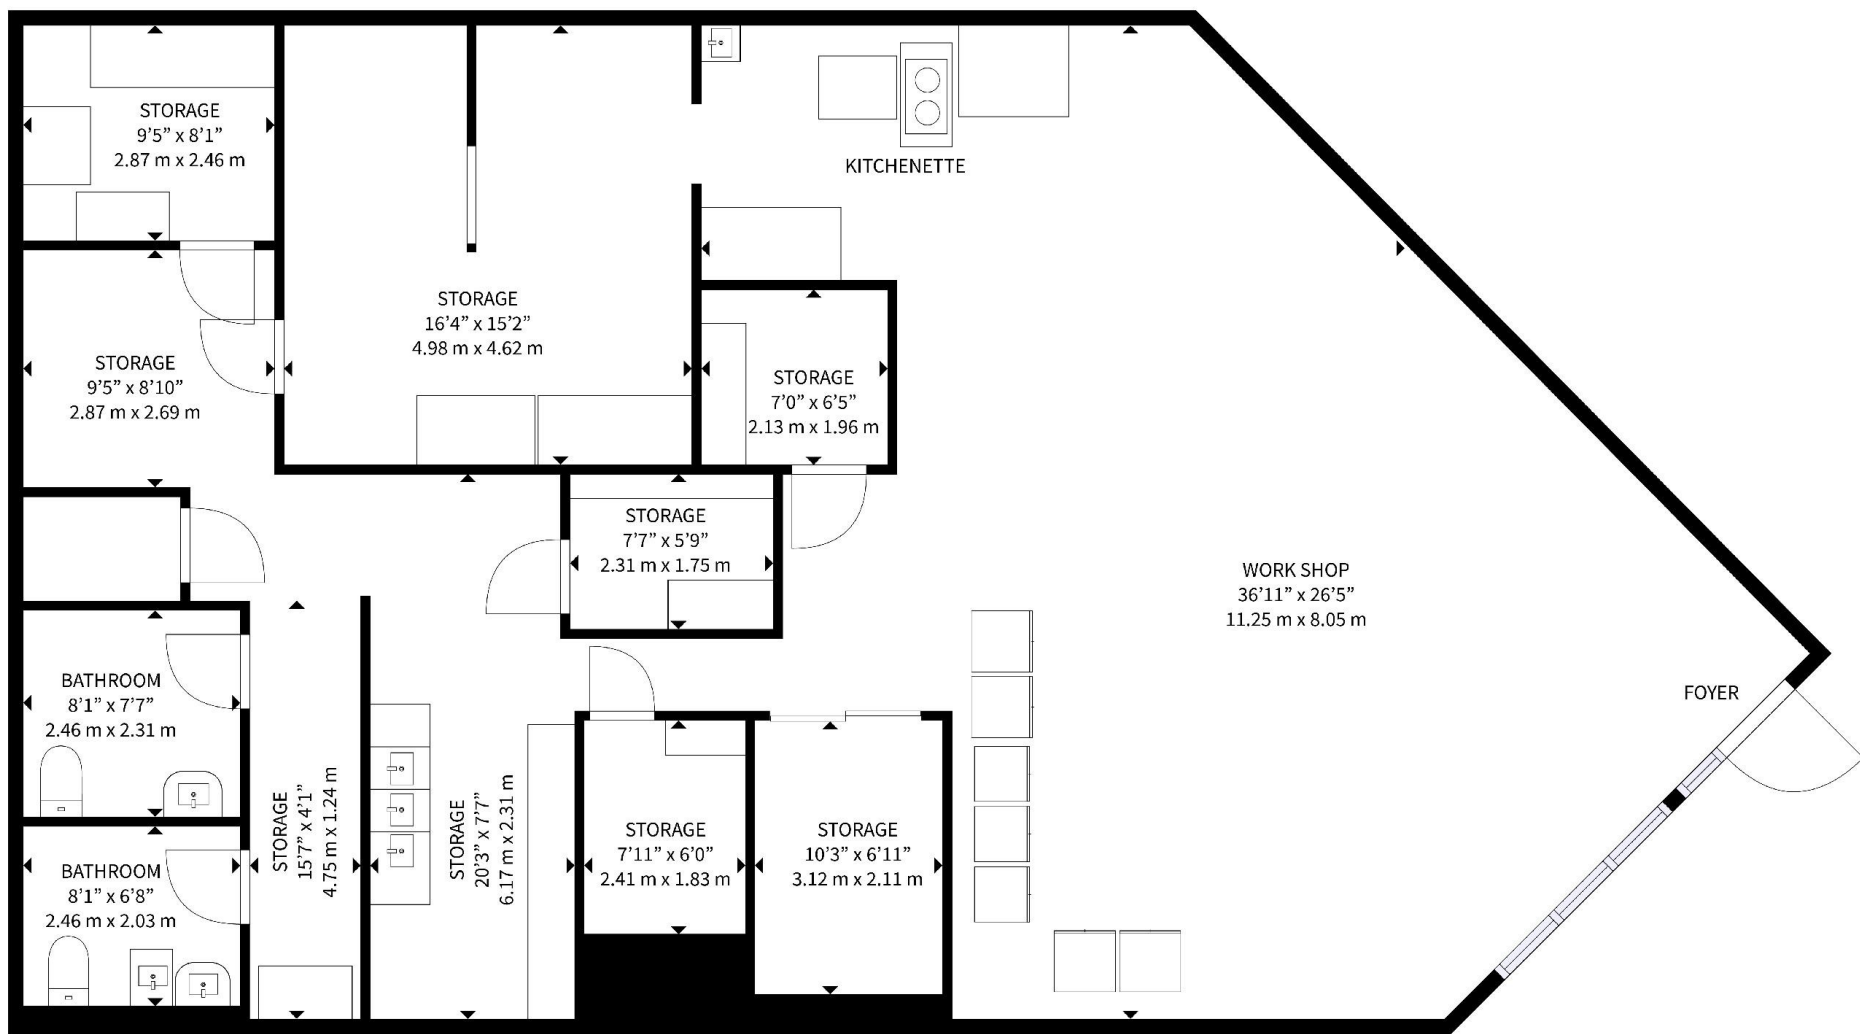 STORAGE
9’5” x 8’1”
2.87 m x 2.46 m
KITCHENETTE
STORAGE
16’4” x 15’2”
4.98 m x 4.62 m
STORAGE
9’5” x 8’10”
2.87 m x 2.69 m
STORAGE
7’0” x 6’5”
2.13 m x 1.96 m
STORAGE
7’7” x 5’9”
2.31 m x 1.75 m
WORK SHOP
36’11” x 26’5”
11.25 m x 8.05 m
FOYER
BATHROOM
8’1” x 7’7”
2.46 m x 2.31 m
STORAGE
15’7” x 4’1”
4.75 m x 1.24 m
STORAGE
20’3” x 7’7”
6.17 m x 2.31 m
STORAGE
7’11” x 6’0”
2.41 m x 1.83 m
STORAGE
10’3” x 6’11”
3.12 m x 2.11 m
BATHROOM
8’1” x 6’8”
2.46 m x 2.03 m